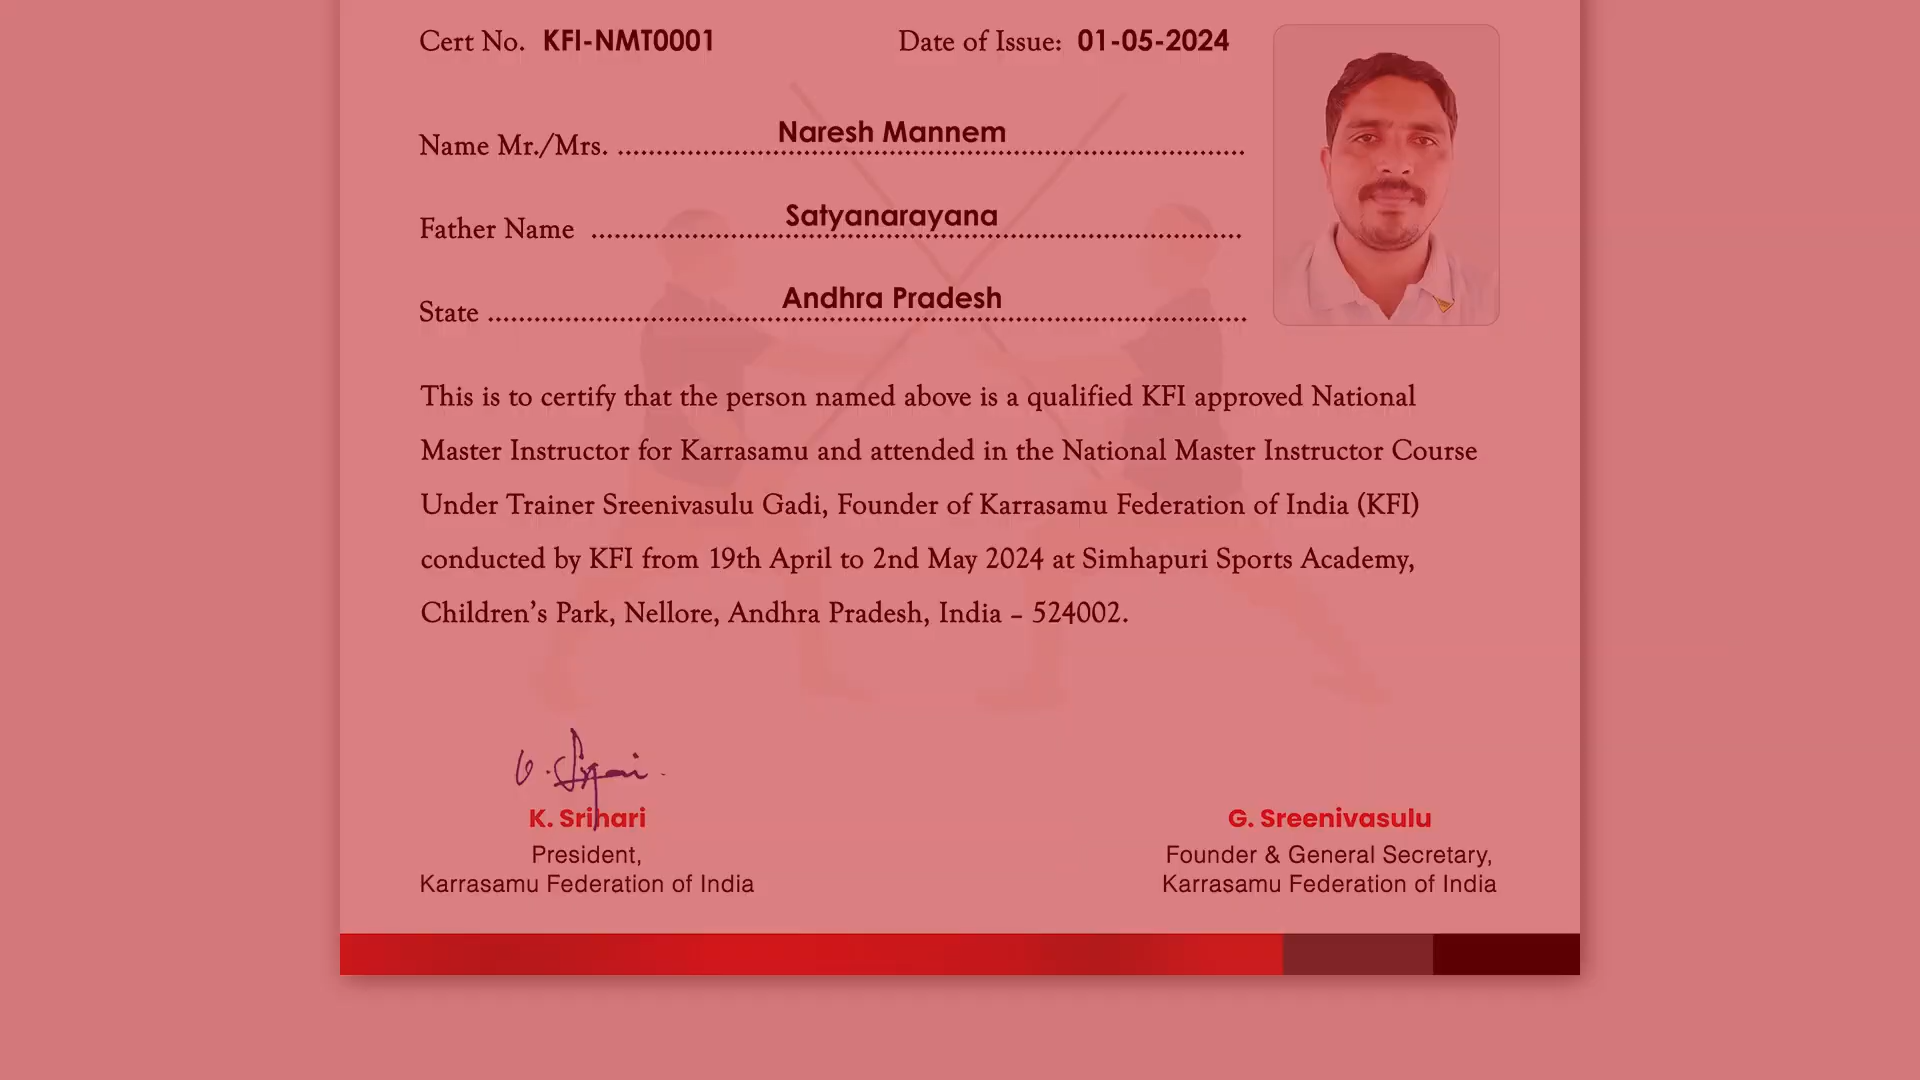 Cert No. KFI-NMT0001 Date of Issue: 01-05-2024
Name Mr./Mrs. Naresh Mannem
Father Name Satyanarayana
State Andhra Pradesh
This is to certify that the person named above is a qualified KFI approved National
Master Instructor for Karrasamu and attended in the National Master Instructor Course
Under Trainer Sreenivasulu Gadi, Founder of Karrasamu Federation of India (KFI)
conducted by KFI from 19th April to 2nd May 2024 at Simhapuri Sports Academy,
Children's Park, Nellore, Andhra Pradesh, India – 524002.
K. Srihari
President,
Karrasamu Federation of India
G. Sreenivasulu
Founder & General Secretary,
Karrasamu Federation of India